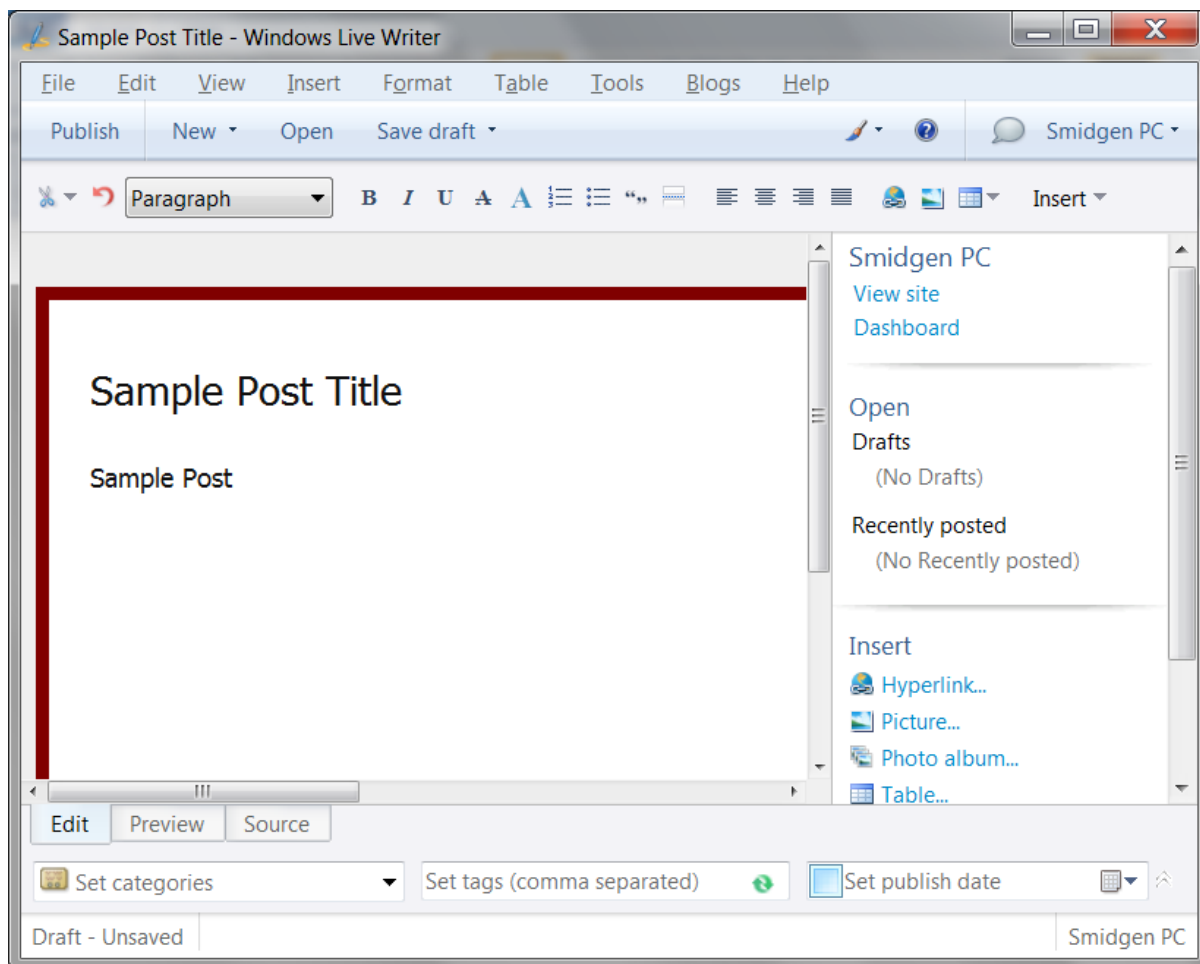 Sample Post Title - Windows Live Writer
File Edit View Insert Format Table Tools Blogs Help
Publish New Open Save draft Smidgen PC
Paragraph B I U A A Insert
Smidgen PC
View site
Dashboard
Sample Post Title
Sample Post
Open
Drafts
(No Drafts)
Recently posted
(No Recently posted)
Insert
Hyperlink...
Picture...
Photo album...
Table...
Edit Preview Source
Set categories Set tags (comma separated) Set publish date
Draft - Unsaved Smidgen PC